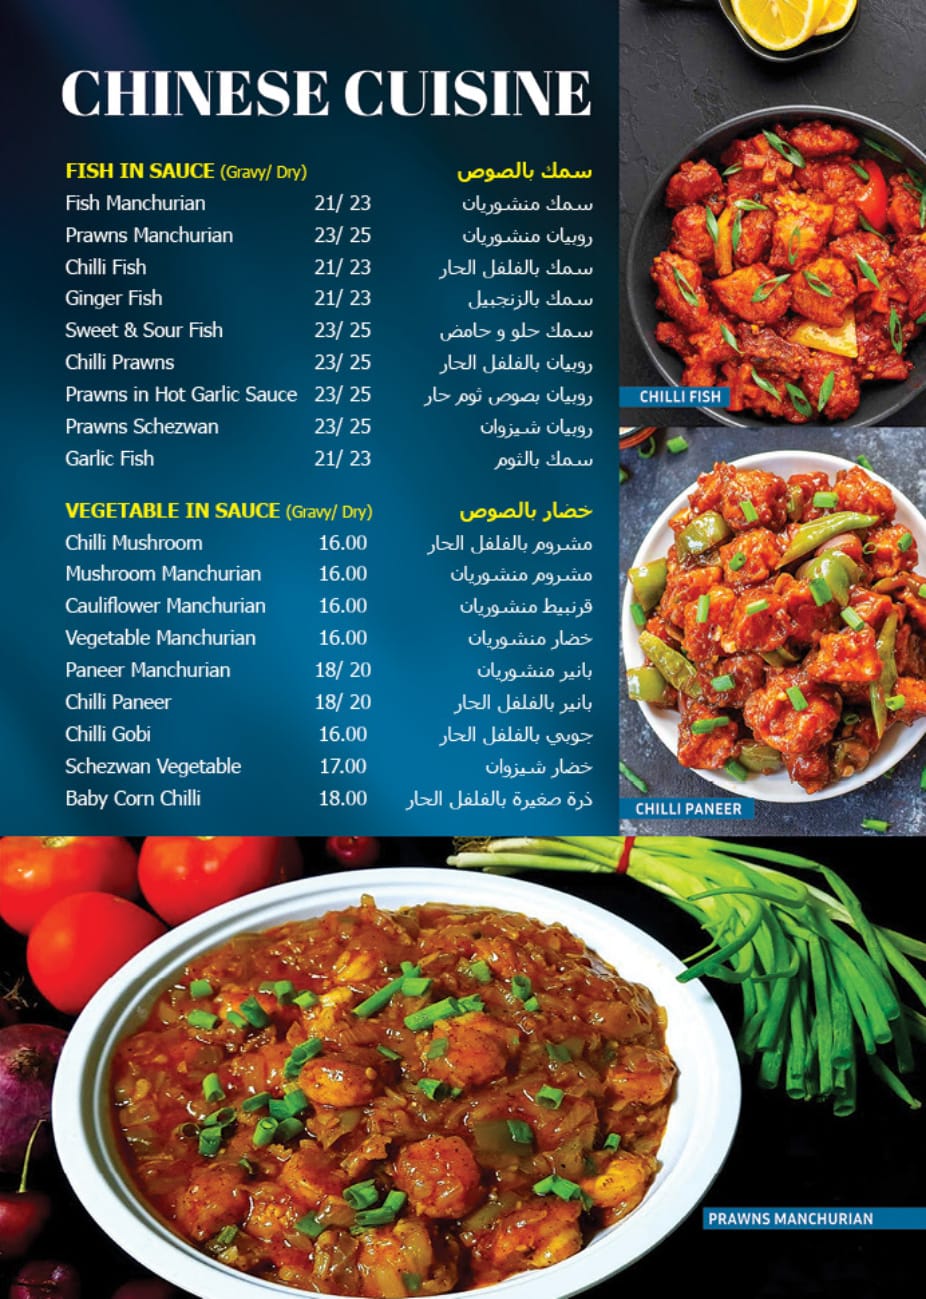 CHINESE CUISINE
FISH IN SAUCE (Gravy/ Dry) سمك بالصوص
Fish Manchurian 21/ 23 سمك منشوريان
Prawns Manchurian 23/ 25 روبيان منشوريان
Chilli Fish 21/ 23 سمك بالفلفل الحار
Ginger Fish 21/ 23 سمك بالزنجبيل
Sweet & Sour Fish 23/ 25 سمك حلو و حامض
Chilli Prawns 23/ 25 روبيان بالفلفل الحار
Prawns in Hot Garlic Sauce 23/ 25 روبيان بصوص ثوم حار
Prawns Schezwan 23/ 25 روبيان شيزوان
Garlic Fish 21/ 23 سمك بالثوم
VEGETABLE IN SAUCE (Gravy/ Dry) خضار بالصوص
Chilli Mushroom 16.00 مشروم بالفلفل الحار
Mushroom Manchurian 16.00 مشروم منشوريان
Cauliflower Manchurian 16.00 قرنبيط منشوريان
Vegetable Manchurian 16.00 خضار منشوريان
Paneer Manchurian 18/ 20 بانير منشوريان
Chilli Paneer 18/ 20 بانير بالفلفل الحار
Chilli Gobi 16.00 جوبي بالفلفل الحار
Schezwan Vegetable 17.00 خضار شيزوان
Baby Corn Chilli 18.00 ذرة صغيرة بالفلفل الحار
CHILLI FISH
CHILLI PANEER
PRAWNS MANCHURIAN